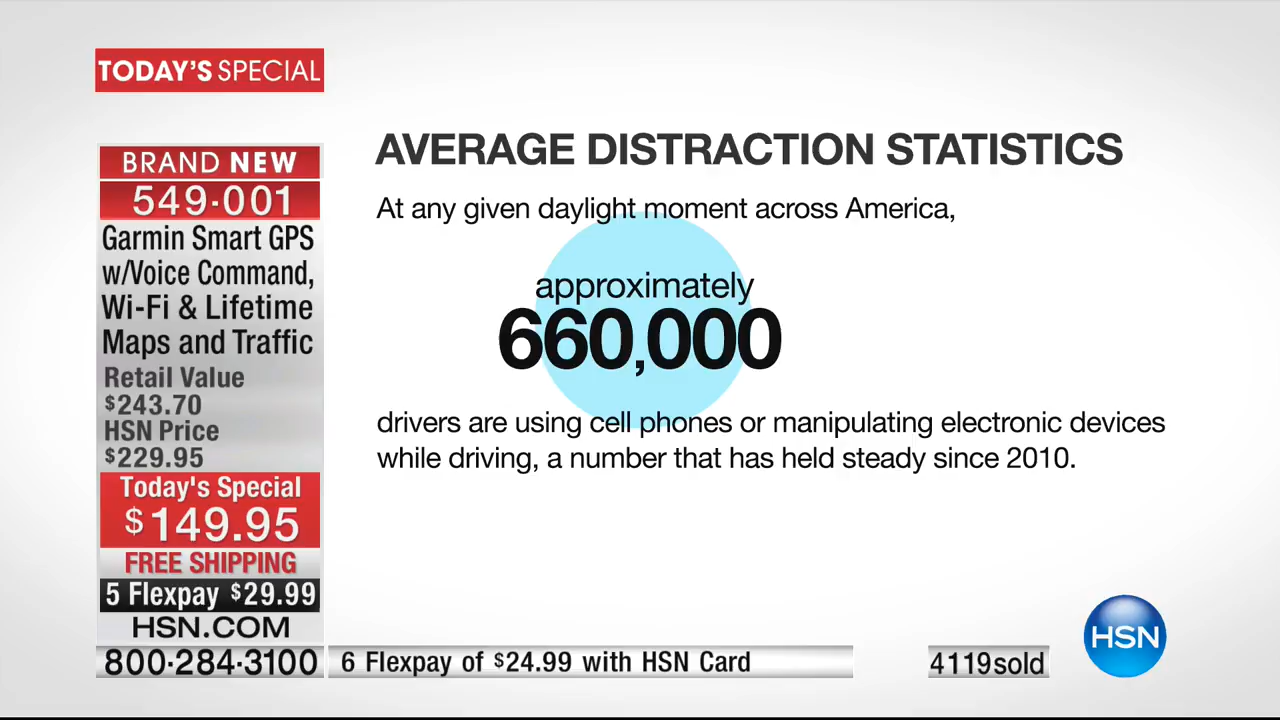 TODAY'S SPECIAL
BRAND NEW
549·001
Garmin Smart GPS
w/Voice Command,
Wi-Fi & Lifetime
Maps and Traffic
Retail Value
$243.70
HSN Price
$229.95
Today's Special
$149.95
FREE SHIPPING
5 Flexpay $29.99
HSN.COM
800·284·3100
AVERAGE DISTRACTION STATISTICS
At any given daylight moment across America,
approximately
660,000
drivers are using cell phones or manipulating electronic devices
while driving, a number that has held steady since 2010.
6 Flexpay of $24.99 with HSN Card
4119sold
HSN